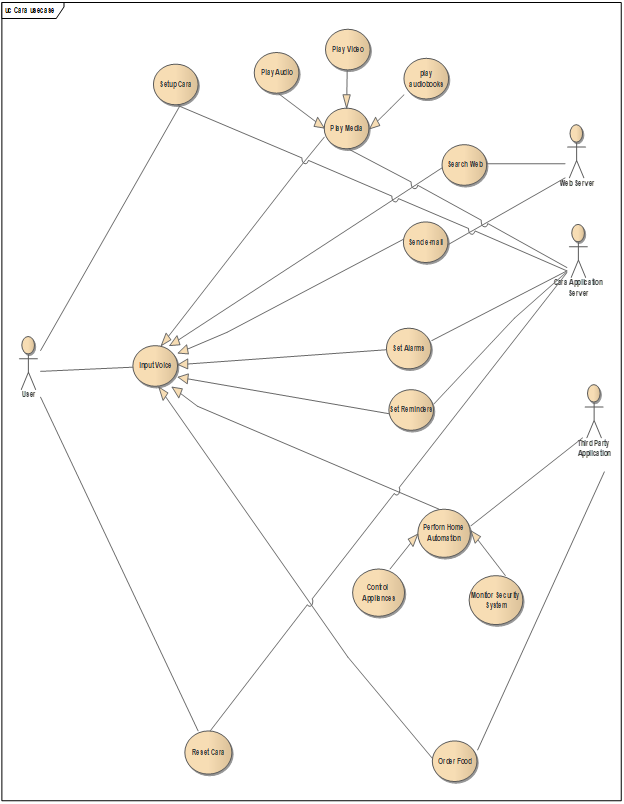 uc Cara usecase
Play Video
Play Audio
play
audiobooks
Setup Cara
Play Media
Search Web
Web Server
Send e-mail
Cara Application
Server
Set Alarms
Input Voice
User
Set Reminders
Third Party
Application
Perform Home
Automation
Control
Appliances
Monitor Security
System
Reset Cara
Order Food